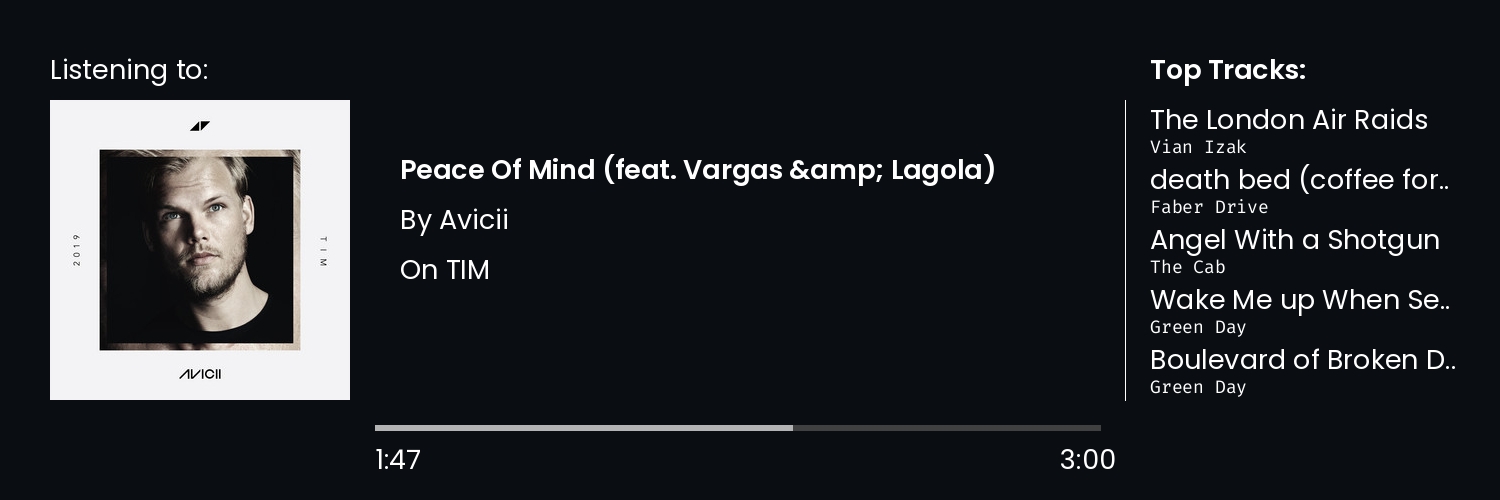 Listening to:
2019
TIM
AVICII
Peace Of Mind (feat. Vargas &amp; Lagola)
By Avicii
On TIM
1:47
3:00
Top Tracks:
The London Air Raids
Vian Izak
death bed (coffee for..
Faber Drive
Angel With a Shotgun
The Cab
Wake Me up When Se..
Green Day
Boulevard of Broken D..
Green Day